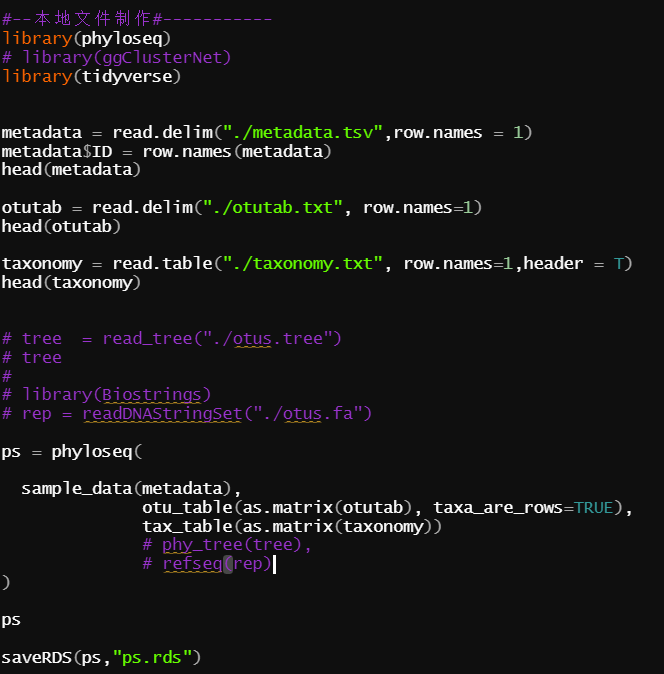 #--本地文件制作#-----------
library(phyloseq)
# library(ggClusterNet)
library(tidyverse)
metadata = read.delim("./metadata.tsv",row.names = 1)
metadata$ID = row.names(metadata)
head(metadata)
otutab = read.delim("./otutab.txt", row.names=1)
head(otutab)
taxonomy = read.table("./taxonomy.txt", row.names=1,header = T)
head(taxonomy)
# tree  = read_tree("./otus.tree")
# tree
#
# library(Biostrings)
# rep = readDNAStringSet("./otus.fa")
ps = phyloseq(
  sample_data(metadata),
              otu_table(as.matrix(otutab), taxa_are_rows=TRUE),
              tax_table(as.matrix(taxonomy))
              # phy_tree(tree),
              # refseq(rep)
)
ps
saveRDS(ps,"ps.rds")